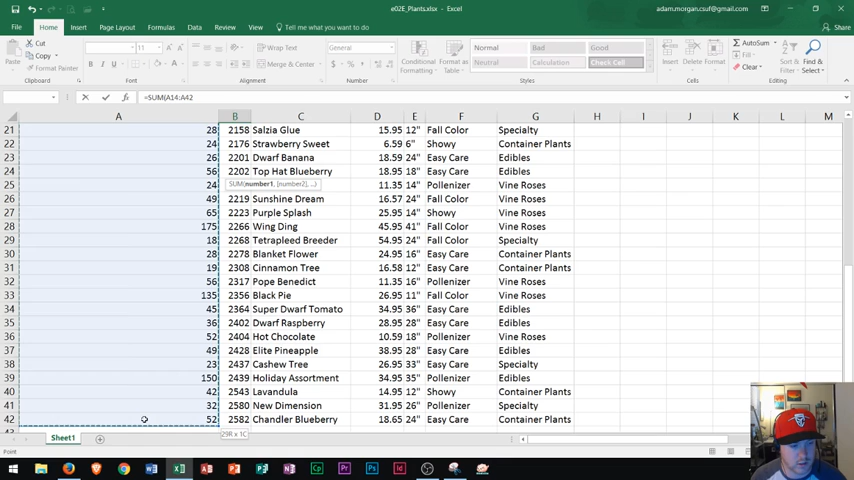 e02E_Plants.xlsx - Excel
adam.morgan.csuf@gmail.com
File Home Insert Page Layout Formulas Data Review View Tell me what you want to do Share
Cut
Copy
Format Painter
Paste
Clipboard
11
B I U
Font
Wrap Text
Merge & Center
Alignment
General
$ % ,
Number
Conditional Formatting
Format as Table
Normal Bad Good
Neutral Calculation Check Cell
Styles
Insert Delete Format
Cells
AutoSum
Fill
Clear
Sort & Filter
Find & Select
Editing
=SUM(A14:A42
A B C D E F G H I J K L M
21 28 2158 Salzia Glue 15.95 12" Fall Color Specialty
22 24 2176 Strawberry Sweet 6.59 6" Showy Container Plants
23 26 2201 Dwarf Banana 18.59 24" Easy Care Edibles
24 56 2202 Top Hat Blueberry 18.95 18" Easy Care Edibles
25 24 SUM(number1, [number2], ...) 11.35 14" Pollenizer Vine Roses
26 49 2219 Sunshine Dream 16.57 24" Fall Color Vine Roses
27 65 2223 Purple Splash 25.95 14" Showy Vine Roses
28 175 2266 Wing Ding 45.95 41" Fall Color Vine Roses
29 18 2268 Tetrapleed Breeder 54.95 24" Fall Color Specialty
30 28 2278 Blanket Flower 24.95 16" Easy Care Container Plants
31 19 2308 Cinnamon Tree 16.58 12" Easy Care Container Plants
32 56 2317 Pope Benedict 11.35 16" Pollenizer Vine Roses
33 135 2356 Black Pie 26.95 11" Fall Color Vine Roses
34 45 2364 Super Dwarf Tomato 34.95 36" Easy Care Edibles
35 36 2402 Dwarf Raspberry 28.95 28" Easy Care Edibles
36 52 2404 Hot Chocolate 10.59 18" Pollenizer Vine Roses
37 49 2428 Elite Pineapple 38.95 28" Easy Care Edibles
38 23 2437 Cashew Tree 26.95 33" Easy Care Specialty
39 150 2439 Holiday Assortment 34.95 35" Pollenizer Vine Roses
40 42 2543 Lavandula 14.95 12" Showy Container Plants
41 32 2580 New Dimension 31.95 26" Pollenizer Specialty
42 52 2582 Chandler Blueberry 18.65 24" Easy Care Container Plants
29R x 1C
Sheet1
Point